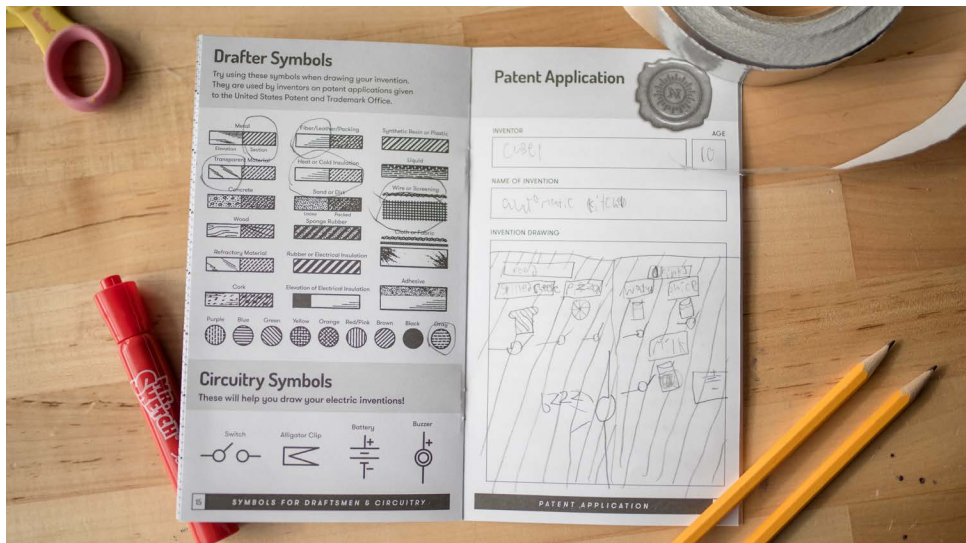 Drafter Symbols
Try using these symbols when drawing your invention.
They are used by inventors on patent applications given
to the United States Patent and Trademark Office.
Metal
Elevation Section
Fiber/Leather/Packing
Synthetic Resin or Plastic
Transparent Material
Heat or Cold Insulation
Liquid
Concrete
Sand or Dirt
Loose Packed
Wire or Screening
Wood
Sponge Rubber
Cloth or Fabric
Refractory Material
Rubber or Electrical Insulation
Cork
Elevation of Electrical Insulation
Adhesive
Purple Blue Green Yellow Orange Red/Pink Brown Black Gray
Circuitry Symbols
These will help you draw your electric inventions!
Switch
Alligator Clip
Battery
Buzzer
15
SYMBOLS FOR DRAFTSMEN & CIRCUITRY
Patent Application
INVENTOR
AGE
10
NAME OF INVENTION
INVENTION DRAWING
Pizza
Milk
BZZZ
PATENT APPLICATION
MR. SKETCH